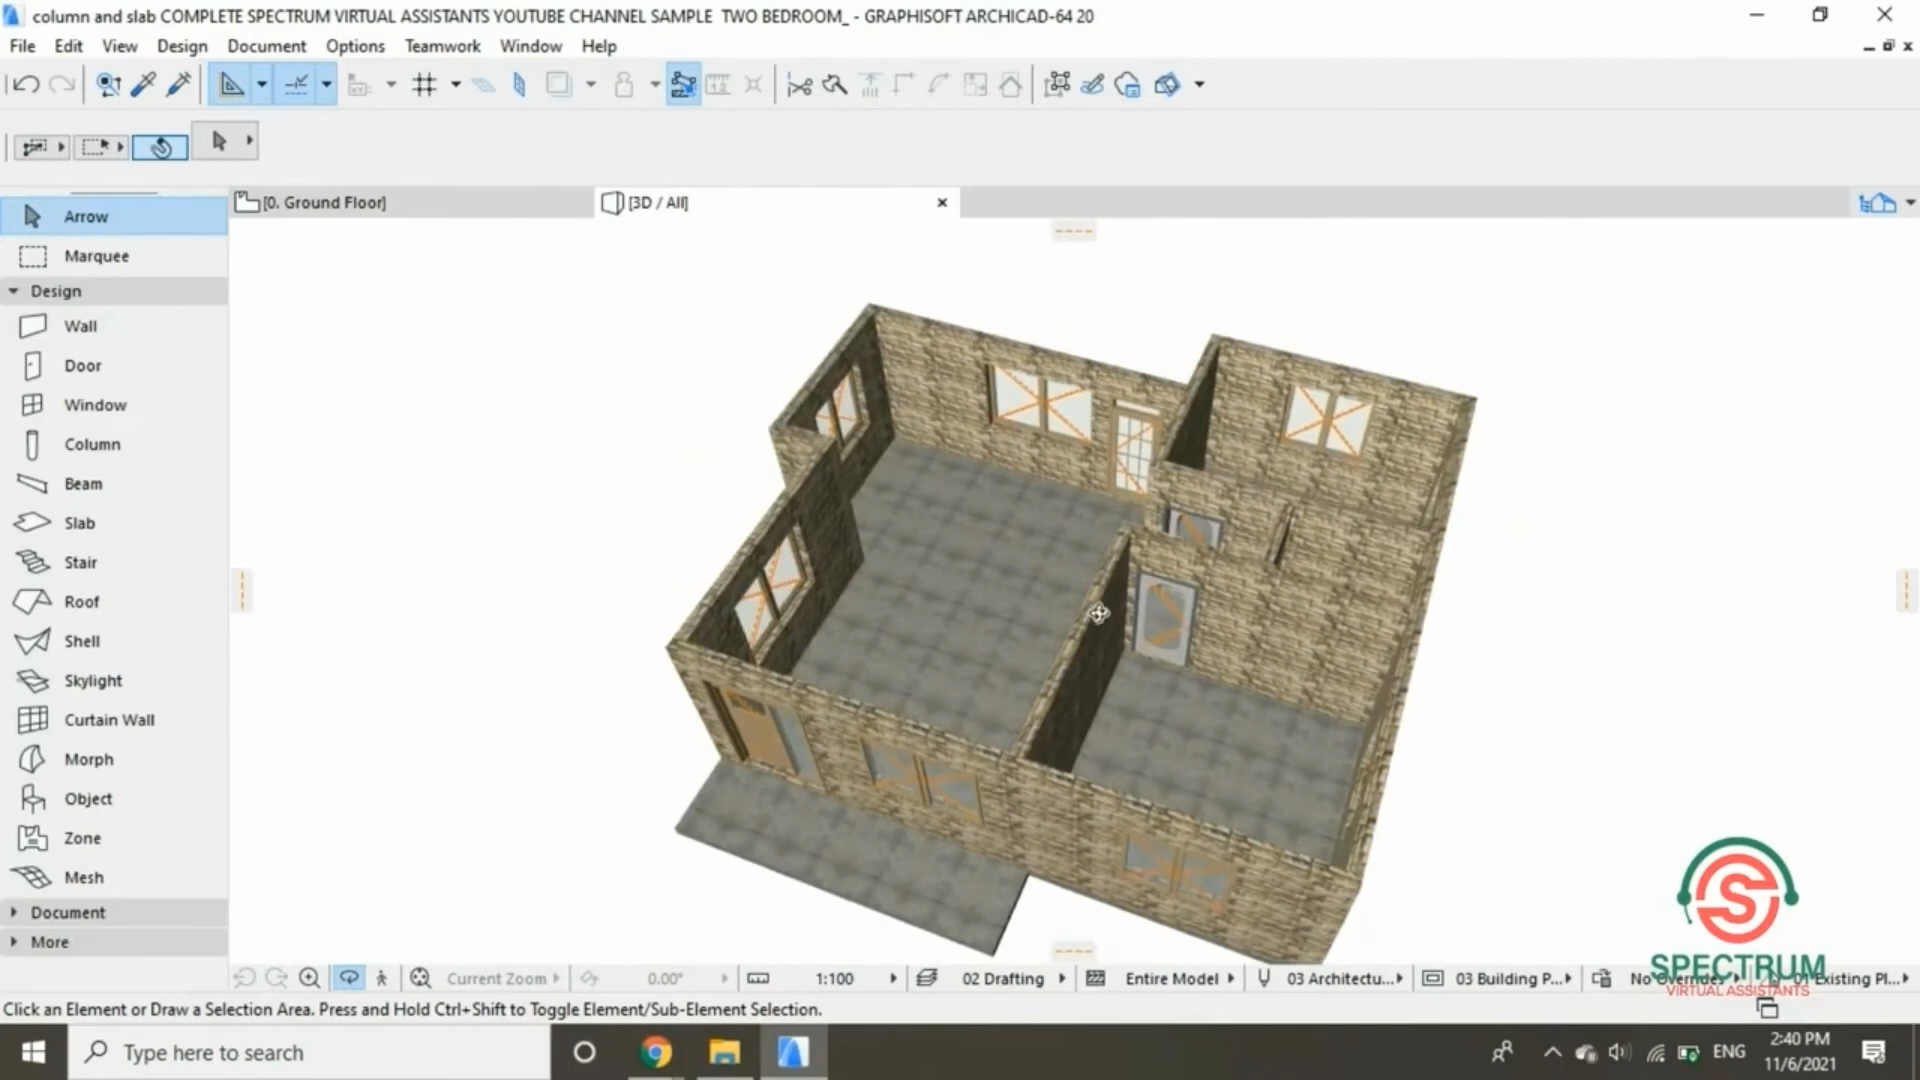 column and slab COMPLETE SPECTRUM VIRTUAL ASSISTANTS YOUTUBE CHANNEL SAMPLE TWO BEDROOM_ - GRAPHISOFT ARCHICAD-64 20
File Edit View Design Document Options Teamwork Window Help
[0. Ground Floor]
[3D / All]
Arrow
Marquee
Design
Wall
Door
Window
Column
Beam
Slab
Stair
Roof
Shell
Skylight
Curtain Wall
Morph
Object
Zone
Mesh
Document
More
Current Zoom 0.00° 1:100 02 Drafting Entire Model 03 Architectu... 03 Building P... No Overrides 01 Existing Pl...
SPECTRUM
VIRTUAL ASSISTANTS
Click an Element or Draw a Selection Area. Press and Hold Ctrl+Shift to Toggle Element/Sub-Element Selection.
Type here to search
ENG
2:40 PM
11/6/2021